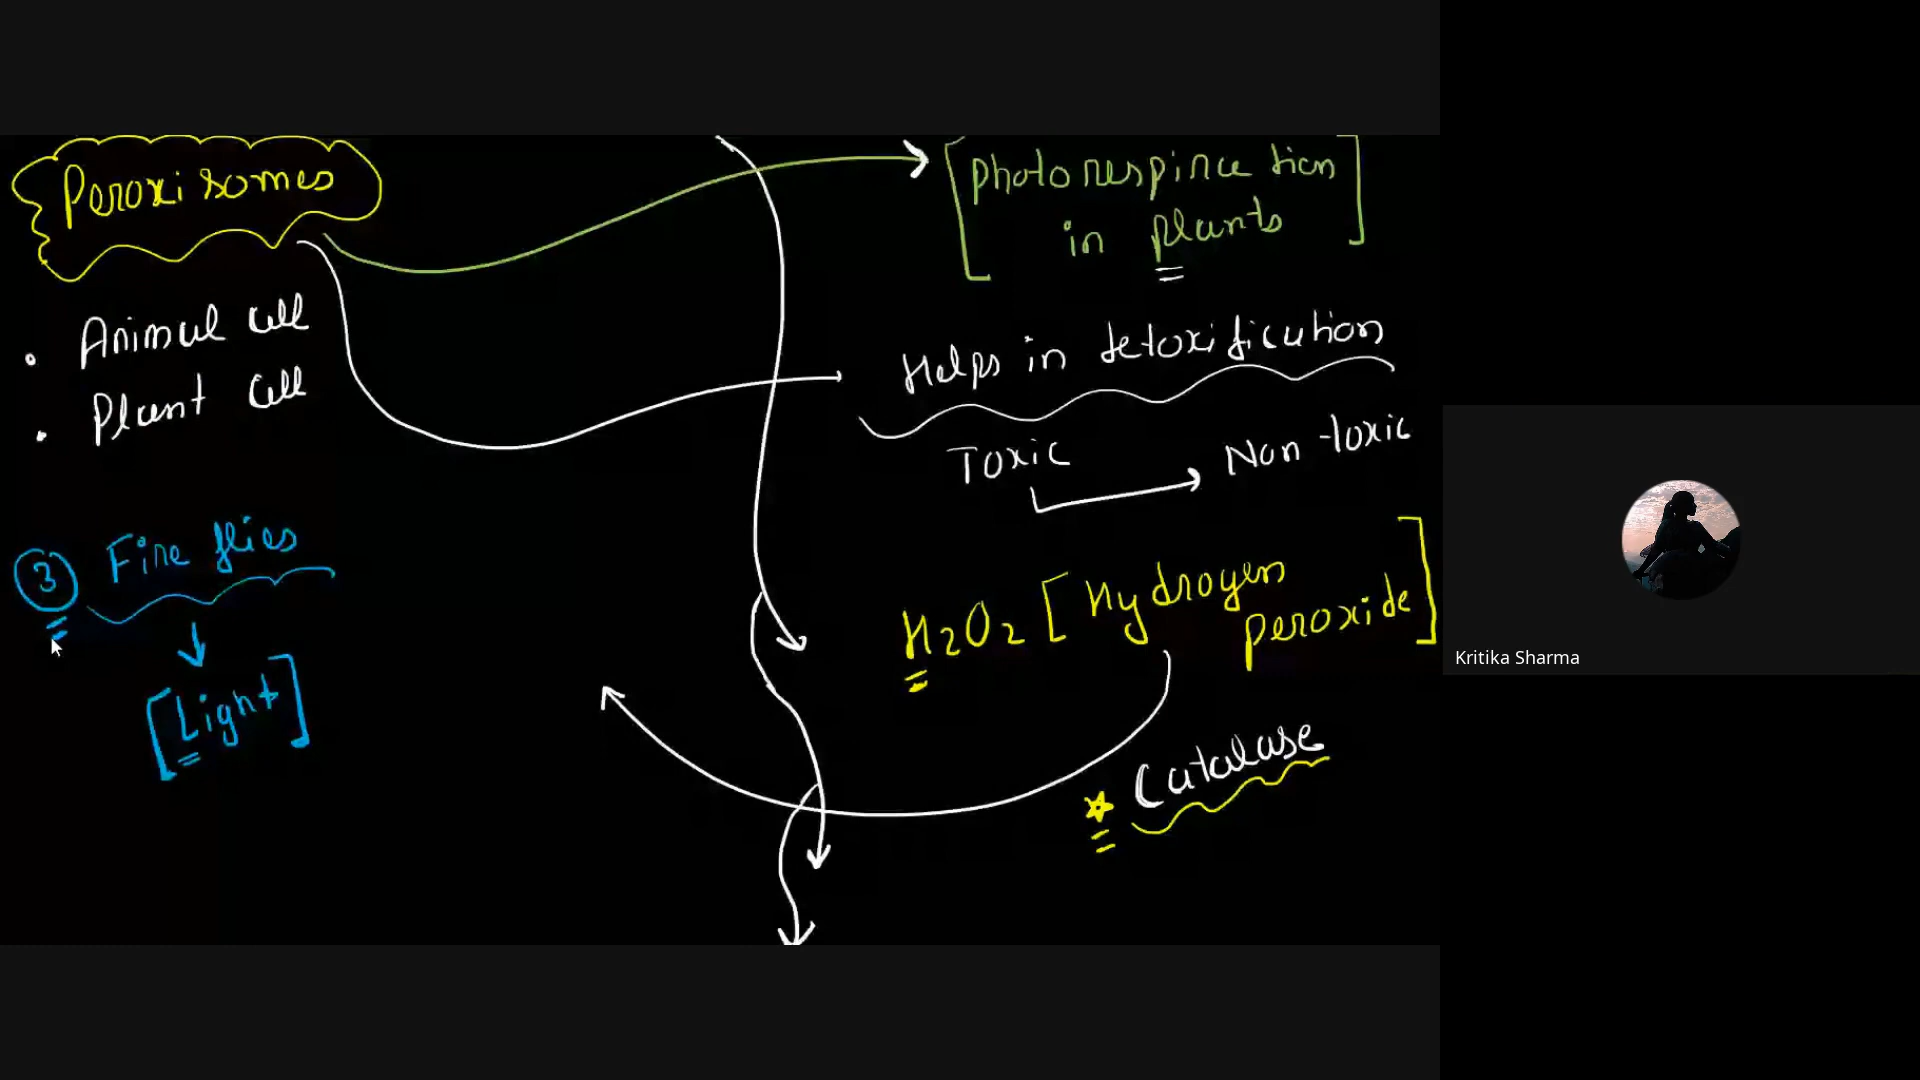 Peroxisomes
• Animal cell
• Plant cell
③ Fire flies
[Light]
[photorespiration
in plants]
Helps in detoxification
Toxic → Non-toxic
H2O2 [Hydrogen
peroxide]
* Catalase
Kritika Sharma